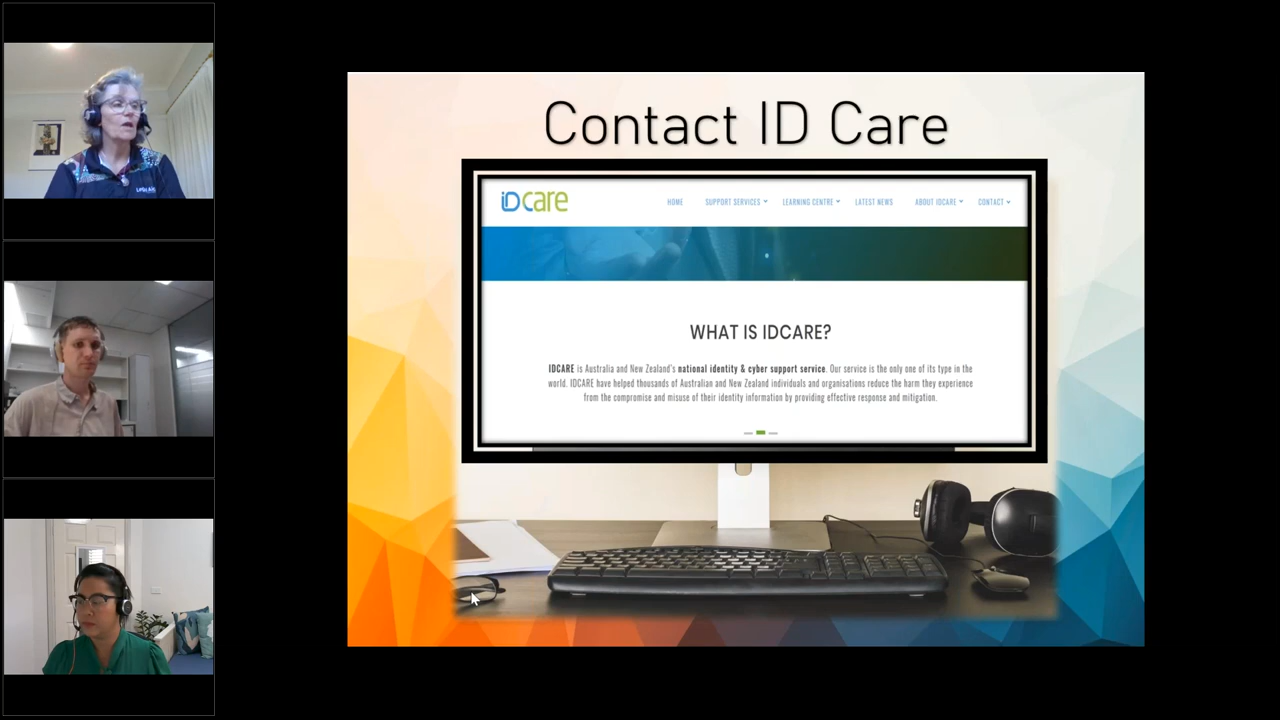 Contact ID Care
iDcare
HOME SUPPORT SERVICES LEARNING CENTRE LATEST NEWS ABOUT IDCARE CONTACT
WHAT IS IDCARE?
IDCARE is Australia and New Zealand's national identity & cyber support service. Our service is the only one of its type in the
world. IDCARE have helped thousands of Australian and New Zealand individuals and organisations reduce the harm they experience
from the compromise and misuse of their identity information by providing effective response and mitigation.